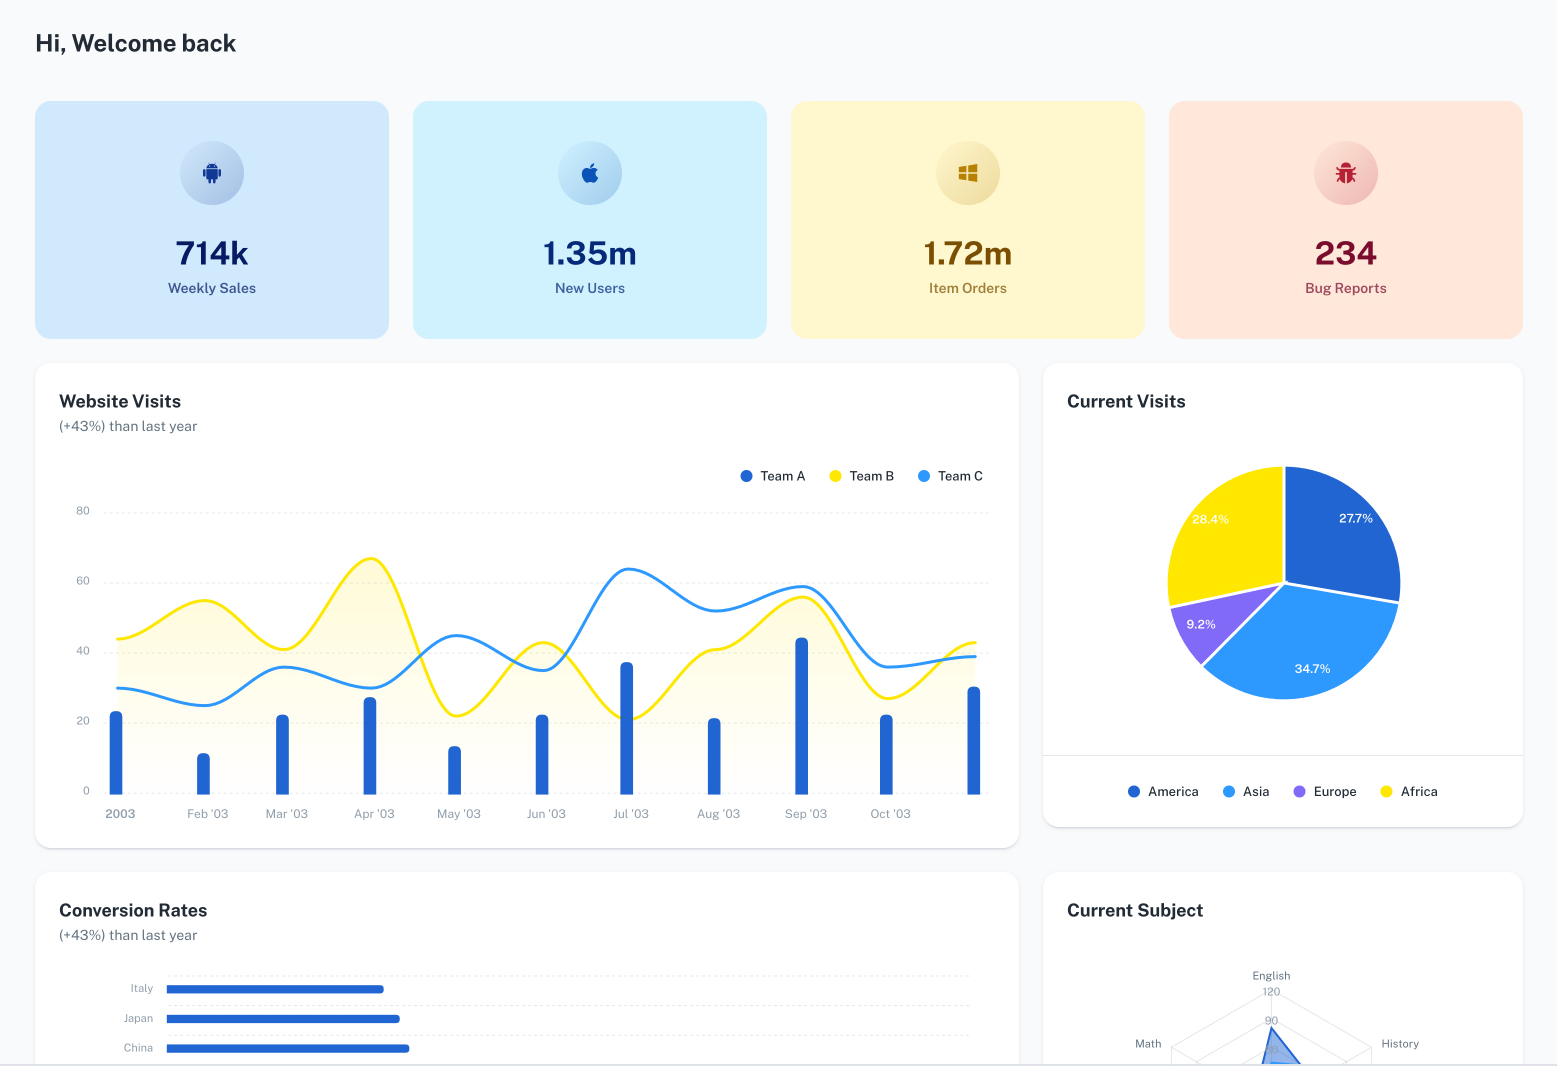 Hi, Welcome back
714k
Weekly Sales
1.35m
New Users
1.72m
Item Orders
234
Bug Reports
Website Visits
(+43%) than last year
Team A Team B Team C
80
60
40
20
0
2003 Feb '03 Mar '03 Apr '03 May '03 Jun '03 Jul '03 Aug '03 Sep '03 Oct '03
Current Visits
28.4%
27.7%
9.2%
34.7%
America Asia Europe Africa
Conversion Rates
(+43%) than last year
Italy
Japan
China
Current Subject
English
120
90
Math
History